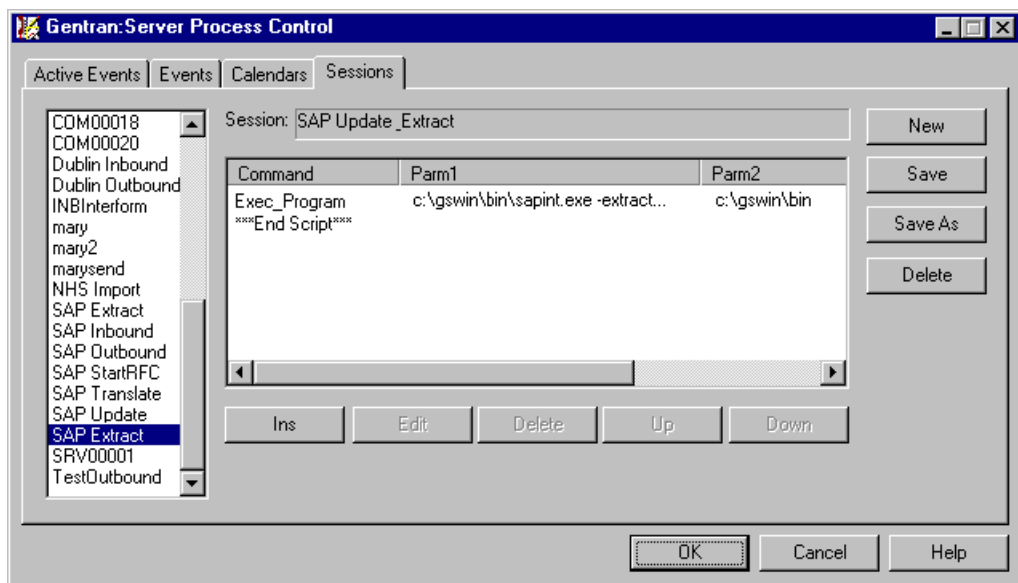 Gentran:Server Process Control
Active Events Events Calendars Sessions
COM00018
COM00020
Dublin Inbound
Dublin Outbound
INBInterform
mary
mary2
marysend
NHS Import
SAP Extract
SAP Inbound
SAP Outbound
SAP StartRFC
SAP Translate
SAP Update
SAP Extract
SRV00001
TestOutbound
Session: SAP Update _Extract
Command Parm1 Parm2
Exec_Program c:\gswin\bin\sapint.exe -extract... c:\gswin\bin
***End Script***
Ins Edit Delete Up Down
New
Save
Save As
Delete
OK Cancel Help